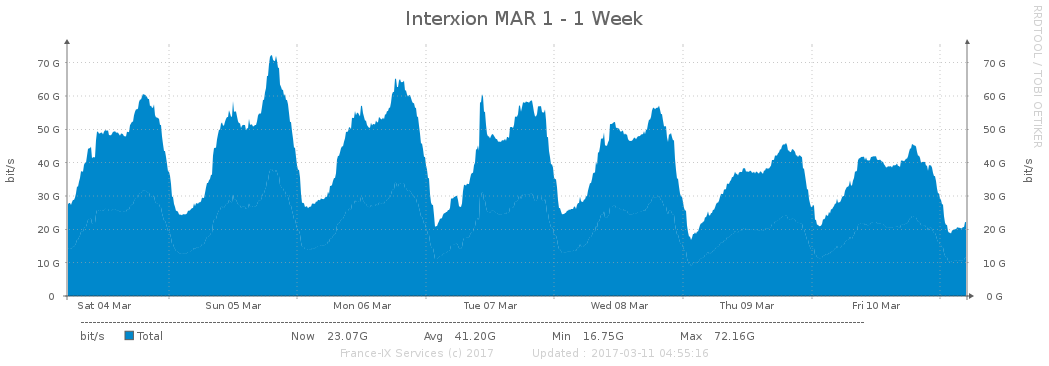 Interxion MAR 1 - 1 Week
RRDTOOL / TOBI OETIKER
bit/s
bit/s
70 G 70 G
60 G 60 G
50 G 50 G
40 G 40 G
30 G 30 G
20 G 20 G
10 G 10 G
0 0 G
Sat 04 Mar Sun 05 Mar Mon 06 Mar Tue 07 Mar Wed 08 Mar Thu 09 Mar Fri 10 Mar
bit/s Total Now 23.07G Avg 41.20G Min 16.75G Max 72.16G
France-IX Services (c) 2017 Updated : 2017-03-11 04:55:16